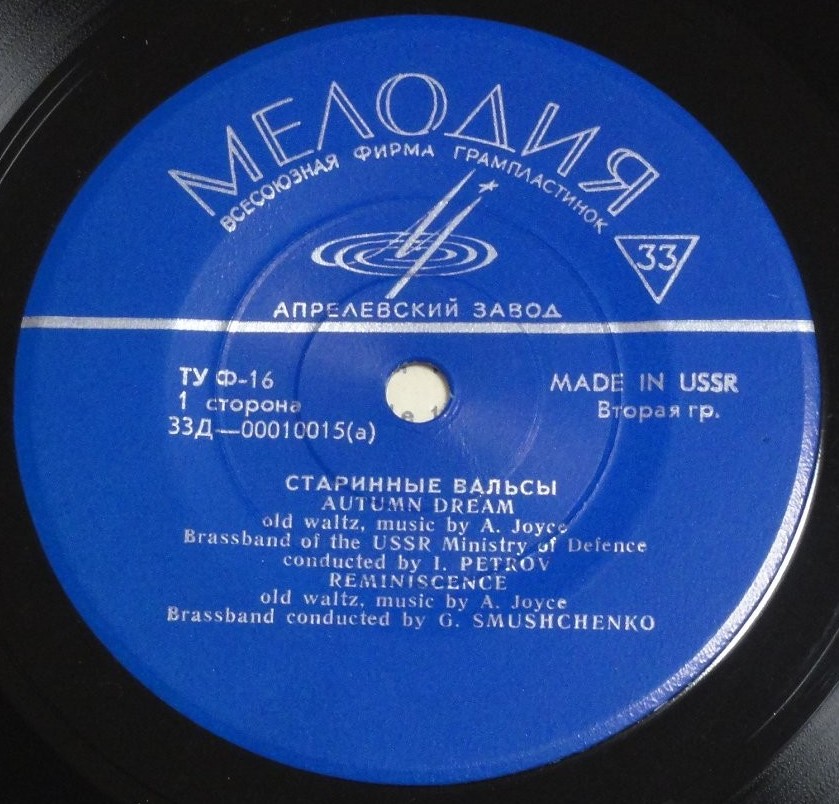 МЕЛОДИЯ
ВСЕСОЮЗНАЯ ФИРМА ГРАМПЛАСТИНОК
33
АПРЕЛЕВСКИЙ ЗАВОД
ТУ Ф-16
1 сторона
33Д—00010015(а)
MADE IN USSR
Вторая гр.
СТАРИННЫЕ ВАЛЬСЫ
AUTUMN DREAM
old waltz, music by A. Joyce
Brassband of the USSR Ministry of Defence
conducted by I. PETROV
REMINISCENCE
old waltz, music by A. Joyce
Brassband conducted by G. SMUSHCHENKO